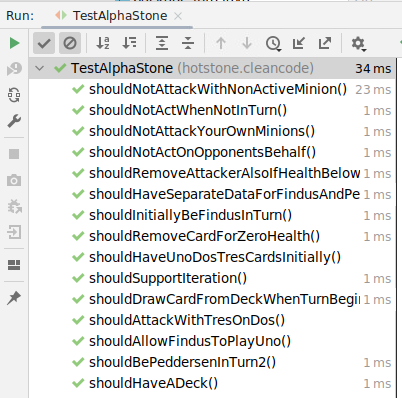 Run: TestAlphaStone
TestAlphaStone (hotstone.cleancode) 34 ms
shouldNotAttackWithNonActiveMinion() 23 ms
shouldNotActWhenNotInTurn() 1 ms
shouldNotAttackYourOwnMinions() 1 ms
shouldNotActOnOpponentsBehalf() 1 ms
shouldRemoveAttackerAlsoIfHealthBelow 1 ms
shouldHaveSeparateDataForFindusAndPe 1 ms
shouldInitiallyBeFindusInTurn() 1 ms
shouldRemoveCardForZeroHealth() 1 ms
shouldHaveUnoDosTresCardsInitially()
shouldSupportIteration() 1 ms
shouldDrawCardFromDeckWhenTurnBegi 1 ms
shouldAttackWithTresOnDos()
shouldAllowFindusToPlayUno()
shouldBePeddersenInTurn2() 1 ms
shouldHaveADeck() 1 ms